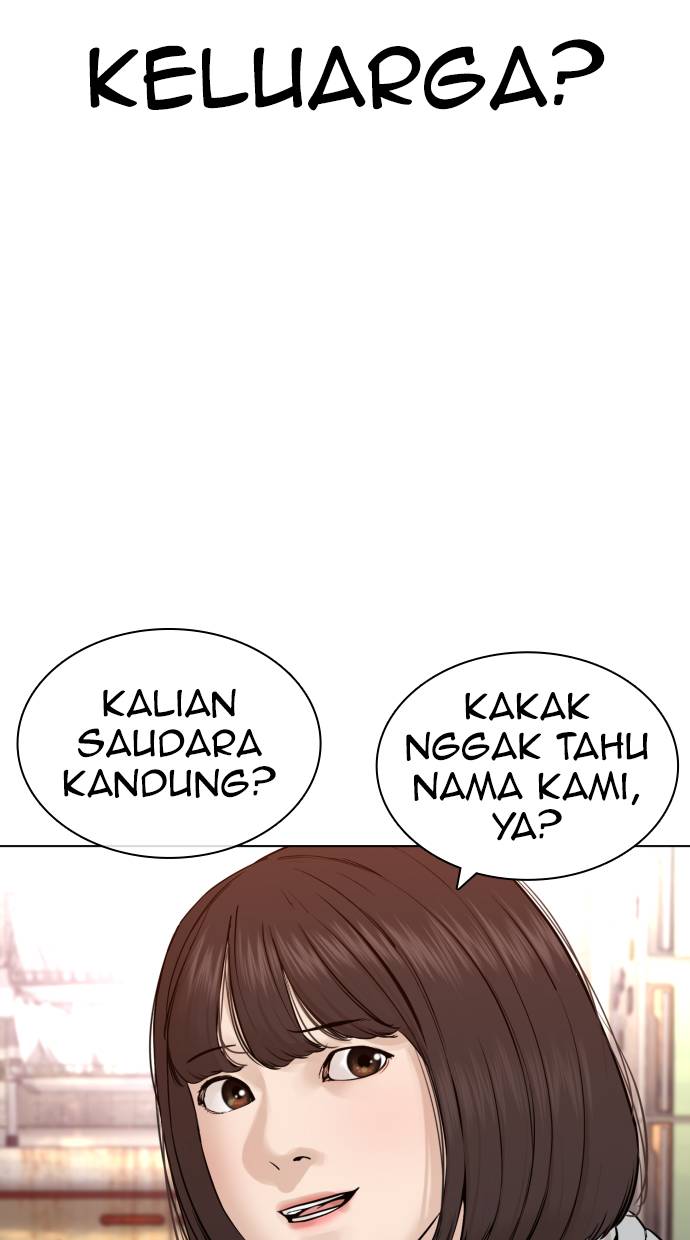 KELUARGA?
KALIAN
SAUDARA
KANDUNG?
KAKAK
NGGAK TAHU
NAMA KAMI,
YA?